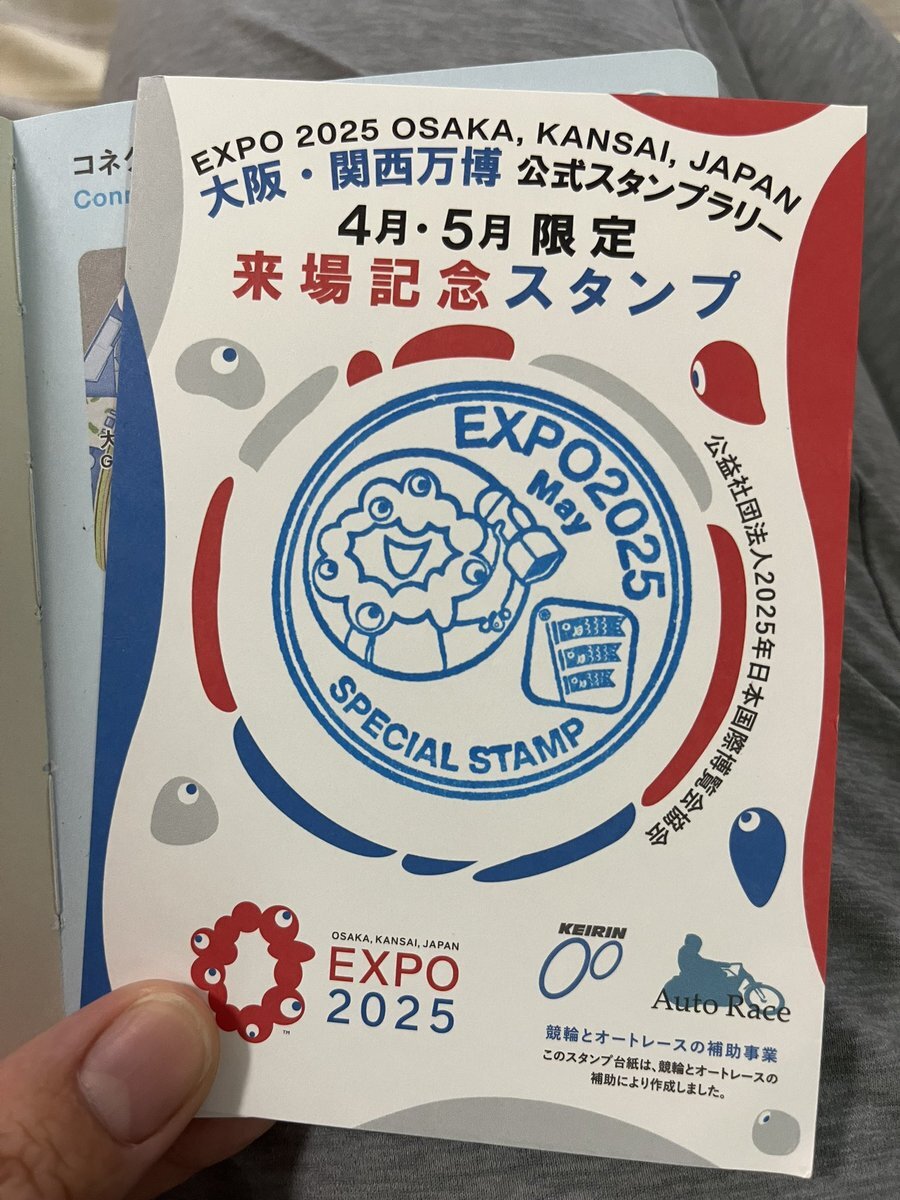 EXPO 2025 OSAKA, KANSAI, JAPAN
大阪・関西万博 公式スタンプラリー
4月・5月 限定
来場記念スタンプ
EXPO2025
May
SPECIAL STAMP
公益社団法人2025年日本国際博覧会協会
OSAKA, KANSAI, JAPAN
EXPO
2025
TM
KEIRIN
Auto Race
競輪とオートレースの補助事業
このスタンプ台紙は、競輪とオートレースの
補助により作成しました。
コネク
Conn
大
G